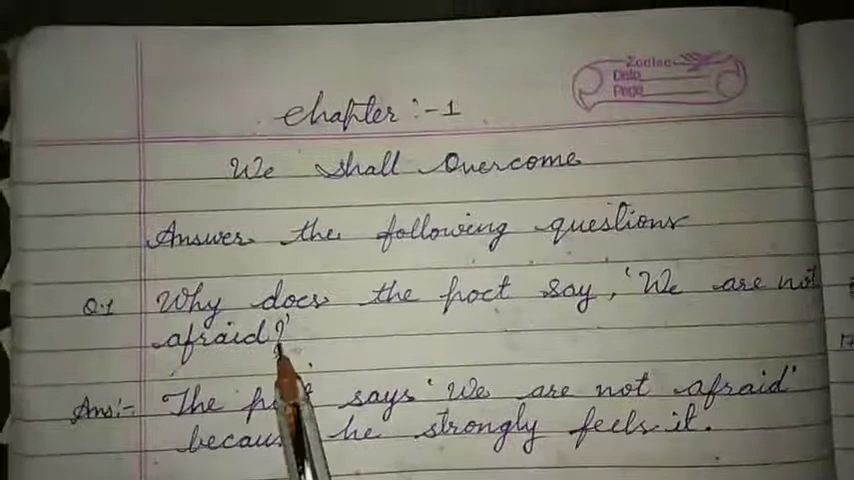 Zodiac
Date
Page
Chapter :- 1
We shall Overcome
Answer the following questions
Q.1 Why does the poet say, 'We are not
afraid?'
Ans:- The says 'We are not afraid'
he strongly feels it.
17